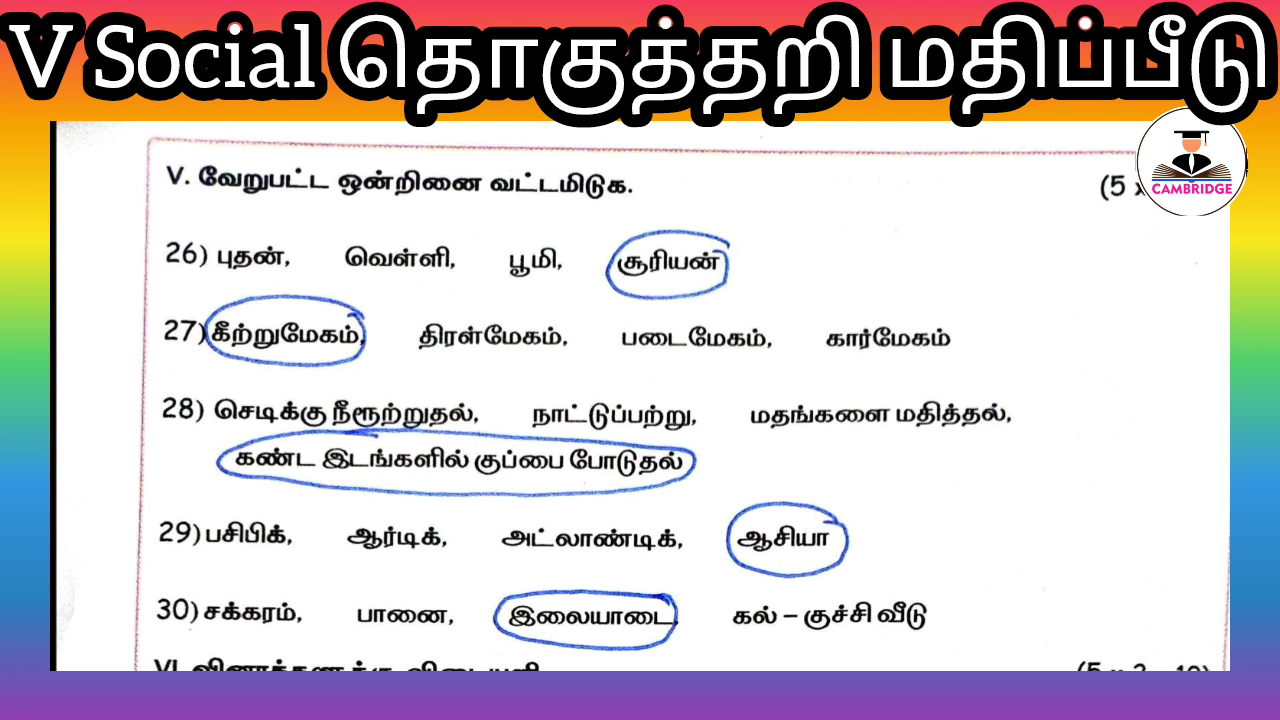 V Social தொகுத்தறி மதிப்பீடு
CAMBRIDGE
V. வேறுபட்ட ஒன்றினை வட்டமிடுக. (5 x
26) புதன், வெள்ளி, பூமி, சூரியன்
27) கீற்றுமேகம், திரள்மேகம், படைமேகம், கார்மேகம்
28) செடிக்கு நீரூற்றுதல், நாட்டுப்பற்று, மதங்களை மதித்தல்,
கண்ட இடங்களில் குப்பை போடுதல்
29) பசிபிக், ஆர்டிக், அட்லாண்டிக், ஆசியா
30) சக்கரம், பானை, இலையாடை, கல் – குச்சி வீடு